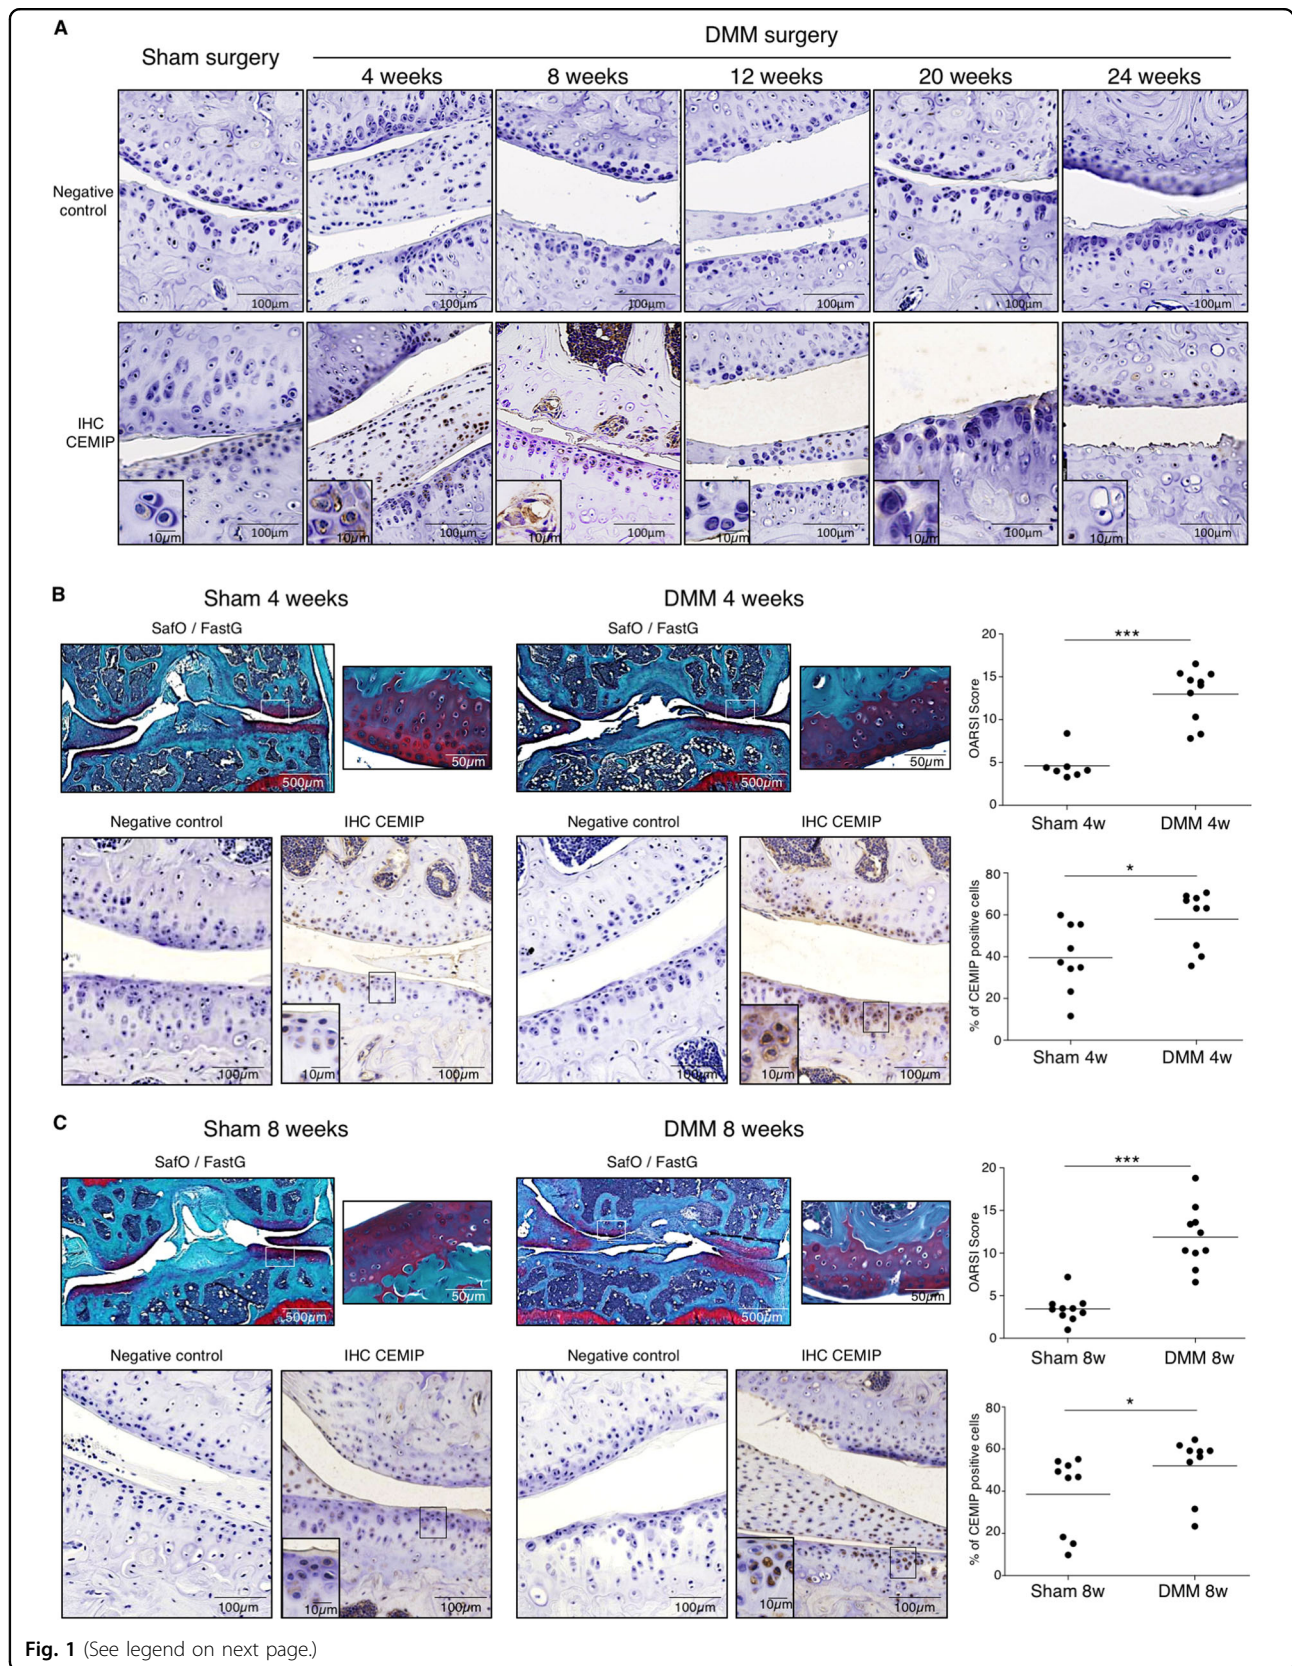 A
Sham surgery
DMM surgery
4 weeks
8 weeks
12 weeks
20 weeks
24 weeks
Negative
control
100µm
100µm
100µm
100µm
100µm
100µm
IHC
CEMIP
10µm
100µm
10µm
100µm
10µm
100µm
10µm
100µm
10µm
100µm
10µm
100µm
B
Sham 4 weeks
DMM 4 weeks
SafO / FastG
SafO / FastG
500µm
50µm
500µm
50µm
20
15
10
5
0
OARSI Score
***
Sham 4w
DMM 4w
Negative control
IHC CEMIP
Negative control
IHC CEMIP
100µm
10µm
100µm
100µm
10µm
100µm
80
60
40
20
0
% of CEMIP positive cells
*
Sham 4w
DMM 4w
C
Sham 8 weeks
DMM 8 weeks
SafO / FastG
SafO / FastG
500µm
50µm
500µm
50µm
20
15
10
5
0
OARSI Score
***
Sham 8w
DMM 8w
Negative control
IHC CEMIP
Negative control
IHC CEMIP
100µm
10µm
100µm
100µm
10µm
100µm
80
60
40
20
0
% of CEMIP positive cells
*
Sham 8w
DMM 8w
Fig. 1 (See legend on next page.)